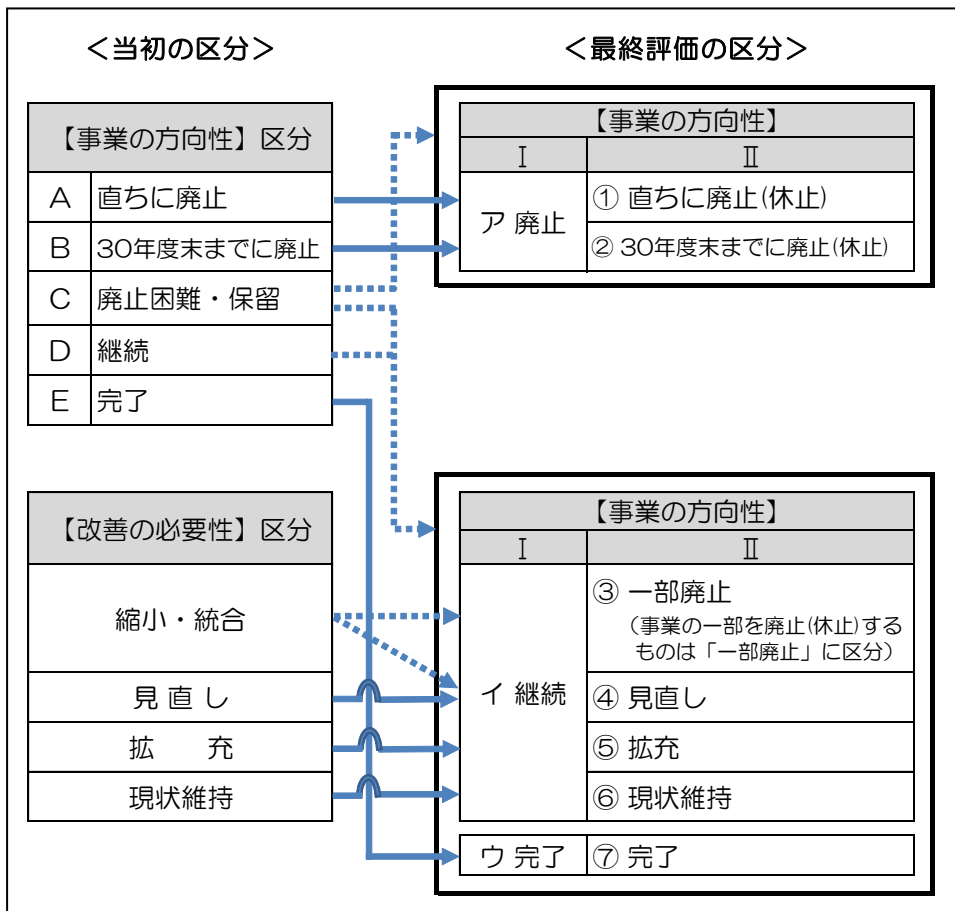 ＜当初の区分＞
＜最終評価の区分＞
【事業の方向性】区分
A 直ちに廃止
B 30年度末までに廃止
C 廃止困難・保留
D 継続
E 完了
【事業の方向性】
Ⅰ Ⅱ
ア 廃止
① 直ちに廃止(休止)
② 30年度末までに廃止(休止)
【改善の必要性】区分
縮小・統合
見 直 し
拡　　充
現状維持
【事業の方向性】
Ⅰ Ⅱ
イ 継続
③ 一部廃止
（事業の一部を廃止(休止)する
ものは「一部廃止」に区分）
④ 見直し
⑤ 拡充
⑥ 現状維持
ウ 完了 ⑦ 完了